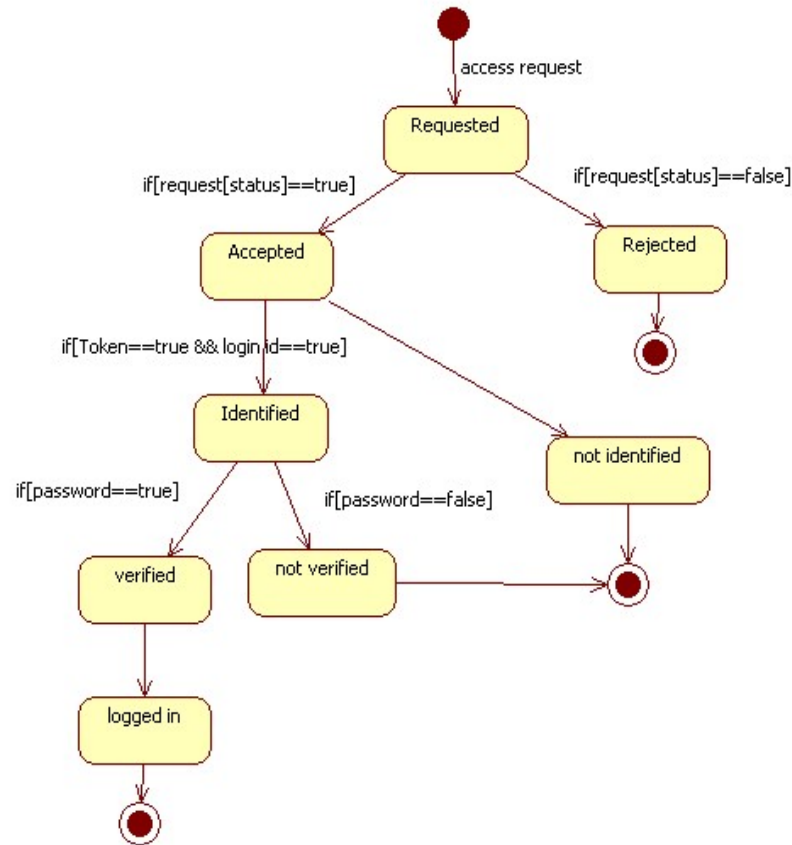 access request
Requested
if[request[status]==true]
if[request[status]==false]
Accepted
Rejected
if[Token==true && login id==true]
Identified
not identified
if[password==true]
if[password==false]
verified
not verified
logged in